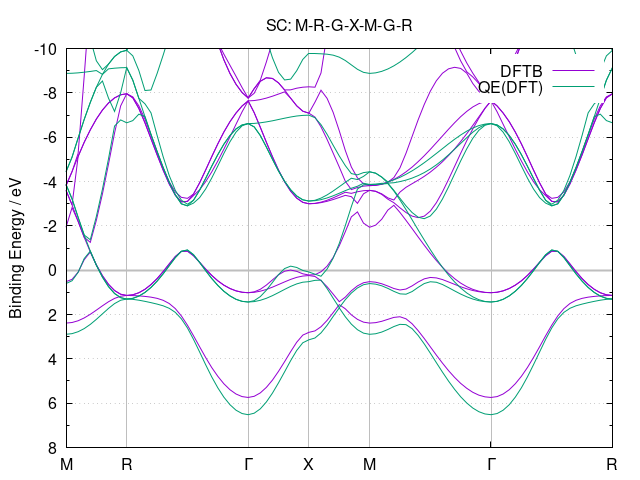 SC: M-R-G-X-M-G-R
-10
-8
-6
-4
-2
0
2
4
6
8
Binding Energy / eV
DFTB
QE(DFT)
M R Γ X M Γ R